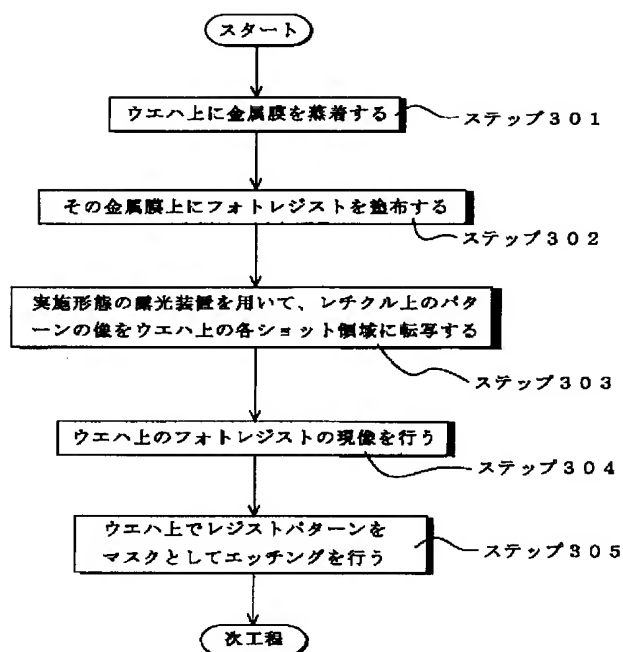 スタート
ウエハ上に金属膜を蒸着する
ステップ301
その金属膜上にフォトレジストを塗布する
ステップ302
実施形態の露光装置を用いて、レチクル上のパタ
ーンの像をウエハ上の各ショット領域に転写する
ステップ303
ウエハ上のフォトレジストの現像を行う
ステップ304
ウエハ上でレジストパターンを
マスクとしてエッチングを行う
ステップ305
次工程